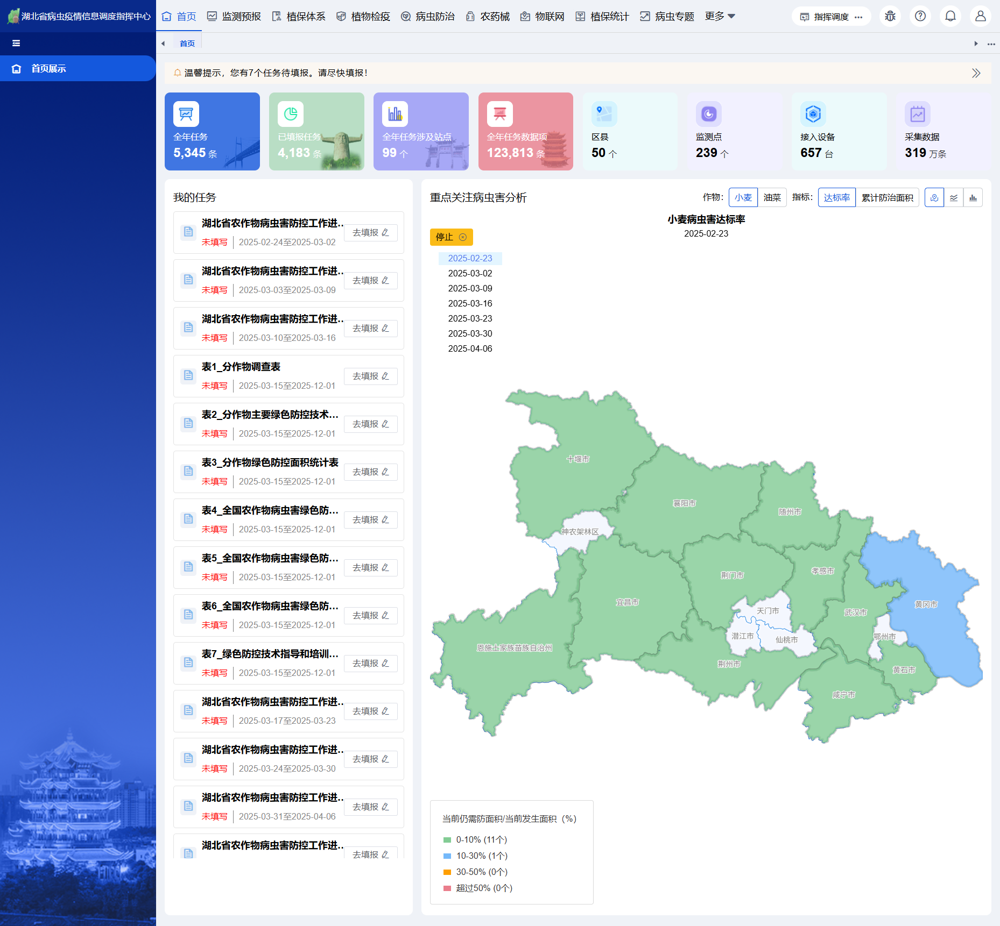 湖北省病虫疫情信息调度指挥中心
首页
监测预报
植保体系
植物检疫
病虫防治
农药械
物联网
植保统计
病虫专题
更多
指挥调度
首页
首页展示
温馨提示，您有7个任务待填报。请尽快填报！
全年任务
5,345 条
已填报任务
4,183 条
全年任务涉及站点
99 个
全年任务数据项
123,813 条
区县
50 个
监测点
239 个
接入设备
657 台
采集数据
319 万条
我的任务
湖北省农作物病虫害防控工作进..
未填写 2025-02-24至2025-03-02
去填报
湖北省农作物病虫害防控工作进..
未填写 2025-03-03至2025-03-09
去填报
湖北省农作物病虫害防控工作进..
未填写 2025-03-10至2025-03-16
去填报
表1_分作物调查表
未填写 2025-03-15至2025-12-01
去填报
表2_分作物主要绿色防控技术...
未填写 2025-03-15至2025-12-01
去填报
表3_分作物绿色防控面积统计表
未填写 2025-03-15至2025-12-01
去填报
表4_全国农作物病虫害绿色防...
未填写 2025-03-15至2025-12-01
去填报
表5_全国农作物病虫害绿色防...
未填写 2025-03-15至2025-12-01
去填报
表6_全国农作物病虫害绿色防...
未填写 2025-03-15至2025-12-01
去填报
表7_绿色防控技术指导和培训...
未填写 2025-03-15至2025-12-01
去填报
湖北省农作物病虫害防控工作进..
未填写 2025-03-17至2025-03-23
去填报
湖北省农作物病虫害防控工作进..
未填写 2025-03-24至2025-03-30
去填报
湖北省农作物病虫害防控工作进..
未填写 2025-03-31至2025-04-06
去填报
湖北省农作物病虫害防控工作进..
去填报
重点关注病虫害分析
作物： 小麦 油菜 指标： 达标率 累计防治面积
小麦病虫害达标率
2025-02-23
停止
2025-02-23
2025-03-02
2025-03-09
2025-03-16
2025-03-23
2025-03-30
2025-04-06
十堰市
襄阳市
随州市
神农架林区
荆门市
孝感市
宜昌市
黄冈市
天门市
武汉市
潜江市
仙桃市
鄂州市
恩施土家族苗族自治州
荆州市
黄石市
咸宁市
当前仍需防面积/当前发生面积（%）
0-10% (11个)
10-30% (1个)
30-50% (0个)
超过50% (0个)